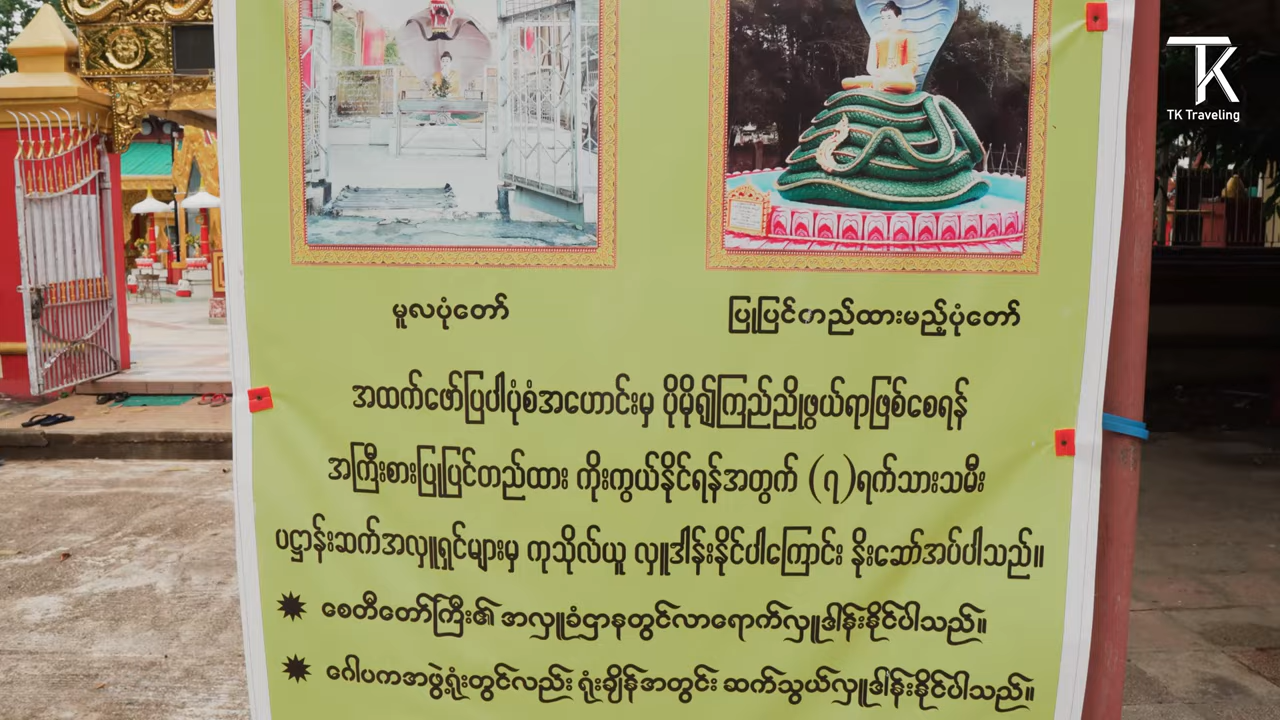 TK Traveling
မူလပုံတော်
ပြုပြင်တည်ထားမည့်ပုံတော်
အထက်ဖော်ပြပါပုံစံအဟောင်းမှ ပိုမို၍ကြည်ညိုဖွယ်ရာဖြစ်စေရန်
အကြီးစားပြုပြင်တည်ထား ကိုးကွယ်နိုင်ရန်အတွက် (၇)ရက်သားသမီး
ပဋ္ဌာန်းဆက်အလှူရှင်များမှ ကုသိုလ်ယူ လှူဒါန်းနိုင်ပါကြောင်း နိုးဆော်အပ်ပါသည်။
စေတီတော်ကြီး၏ အလှူခံဌာနတွင်လာရောက်လှူဒါန်းနိုင်ပါသည်။
ဂေါပကအဖွဲ့ရုံးတွင်လည်း ရုံးချိန်အတွင်း ဆက်သွယ်လှူဒါန်းနိုင်ပါသည်။